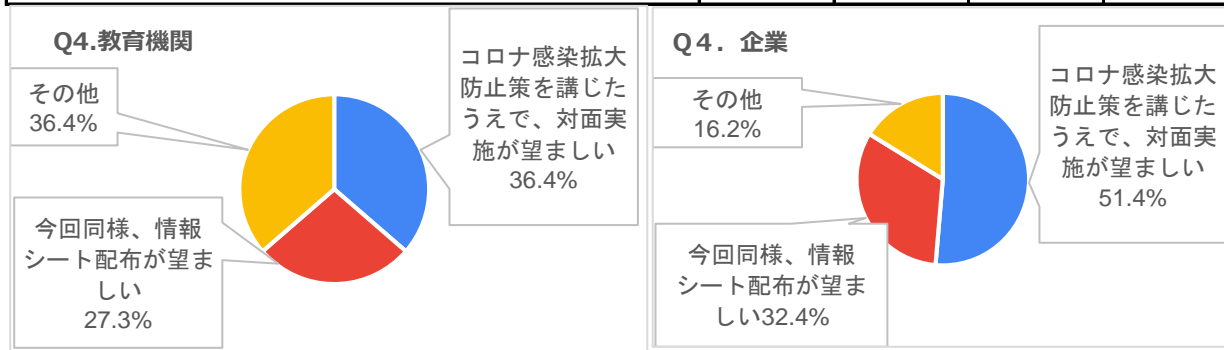 Q4.教育機関
コロナ感染拡大
防止策を講じた
うえで、対面実
施が望ましい
36.4%
その他
36.4%
今回同様、情報
シート配布が望ま
しい
27.3%
Q４．企業
コロナ感染拡大
防止策を講じた
うえで、対面実
施が望ましい
51.4%
その他
16.2%
今回同様、情報
シート配布が望ま
しい32.4%